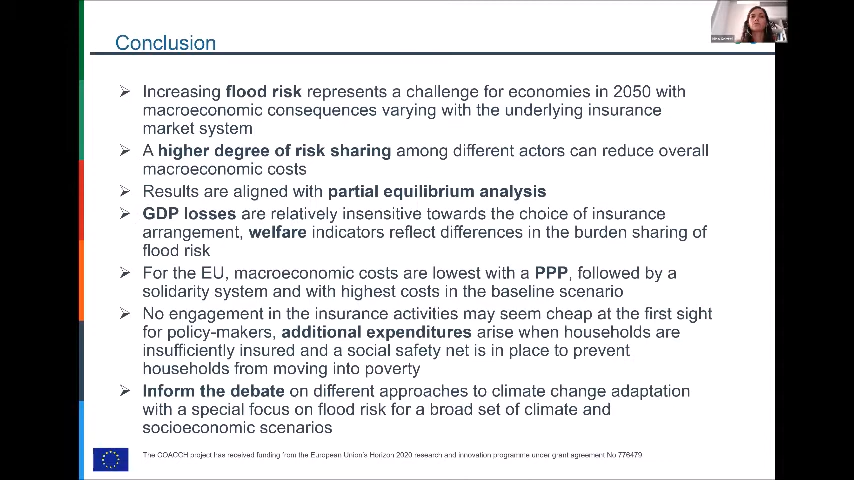 Conclusion
Increasing flood risk represents a challenge for economies in 2050 with
macroeconomic consequences varying with the underlying insurance
market system
A higher degree of risk sharing among different actors can reduce overall
macroeconomic costs
Results are aligned with partial equilibrium analysis
GDP losses are relatively insensitive towards the choice of insurance
arrangement, welfare indicators reflect differences in the burden sharing of
flood risk
For the EU, macroeconomic costs are lowest with a PPP, followed by a
solidarity system and with highest costs in the baseline scenario
No engagement in the insurance activities may seem cheap at the first sight
for policy-makers, additional expenditures arise when households are
insufficiently insured and a social safety net is in place to prevent
households from moving into poverty
Inform the debate on different approaches to climate change adaptation
with a special focus on flood risk for a broad set of climate and
socioeconomic scenarios
The COACCH project has received funding from the European Union's Horizon 2020 research and innovation programme under grant agreement No 776479